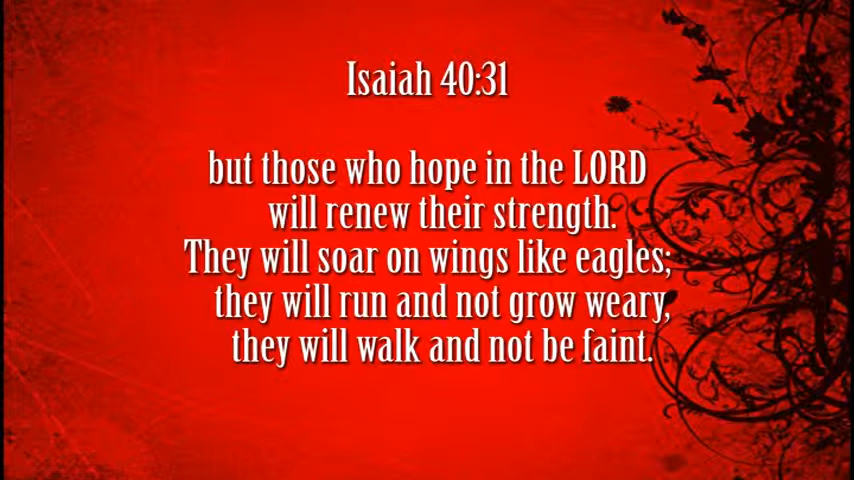 Isaiah 40:31
but those who hope in the LORD
will renew their strength.
They will soar on wings like eagles;
they will run and not grow weary,
they will walk and not be faint.